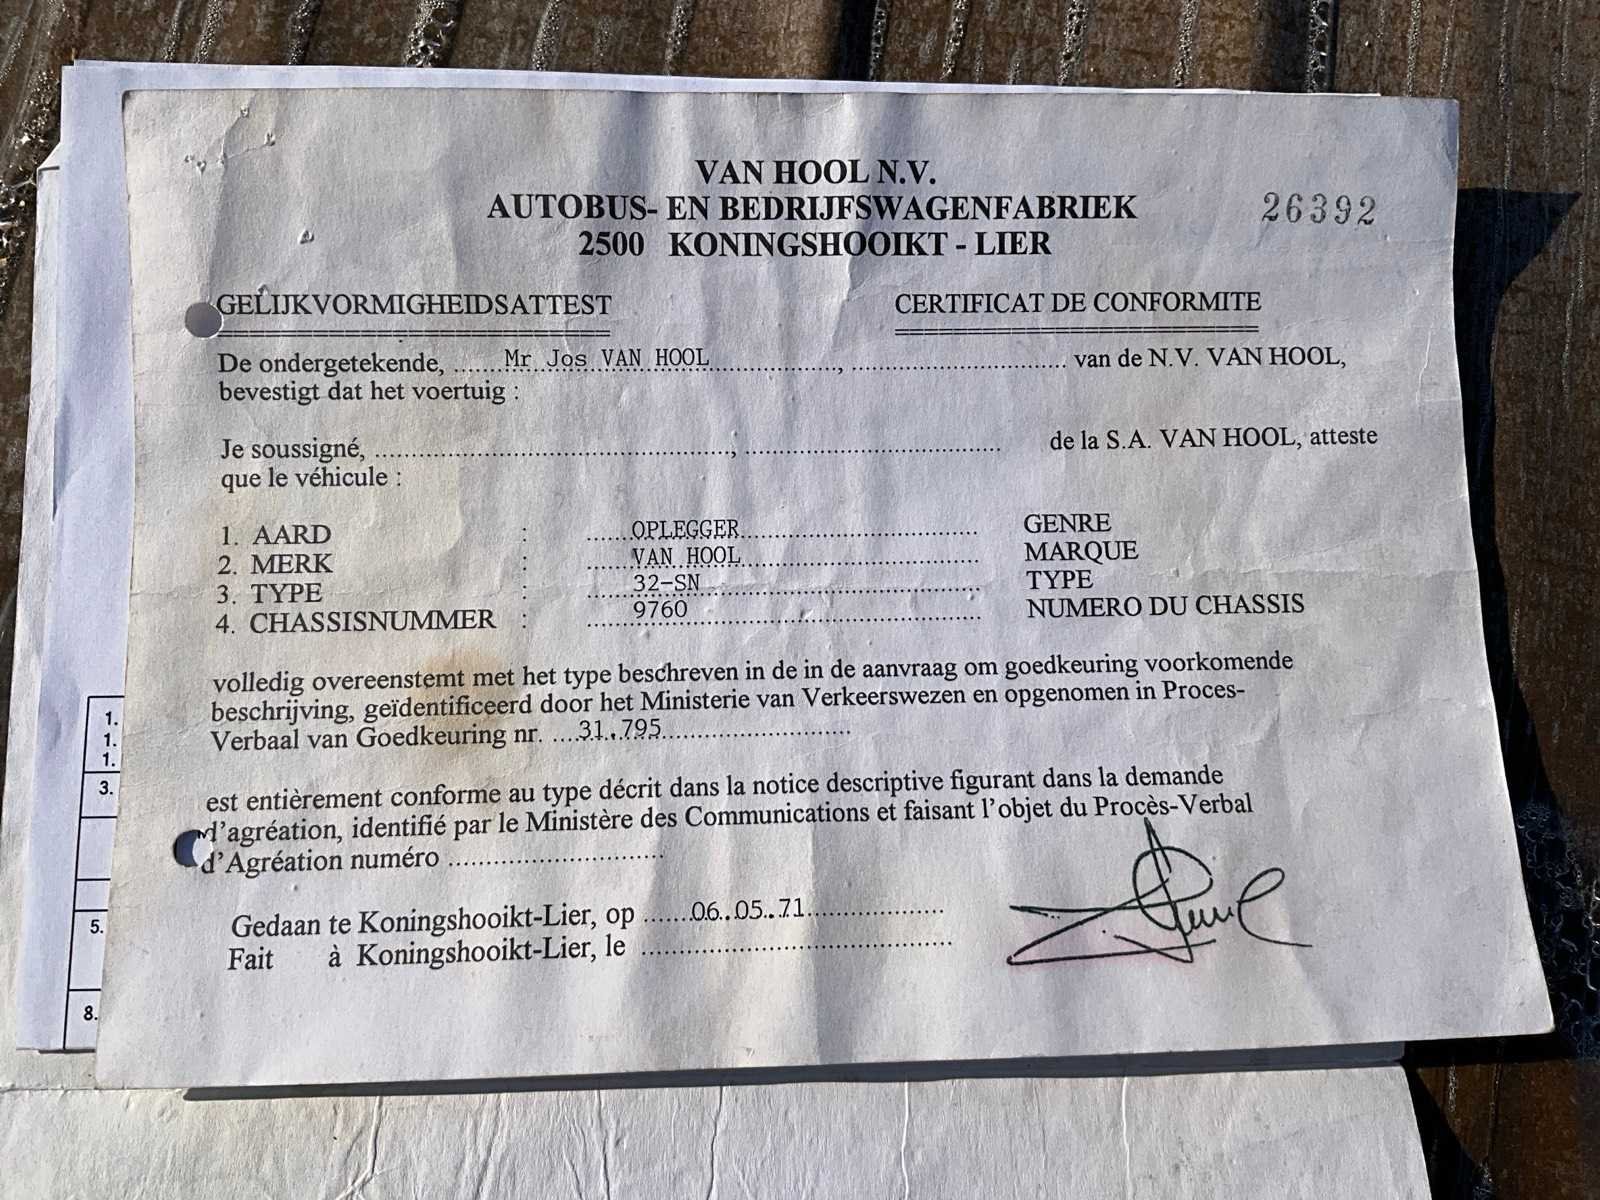 VAN HOOL N.V.
AUTOBUS- EN BEDRIJFSWAGENFABRIEK
2500 KONINGSHOOIKT - LIER
26392
GELIJKVORMIGHEIDSATTEST
CERTIFICAT DE CONFORMITE
De ondergetekende, ......Mr Jos VAN HOOL..................., ................................ van de N.V. VAN HOOL,
bevestigt dat het voertuig :
Je soussigné, ..................................................., ..................................... de la S.A. VAN HOOL, atteste
que le véhicule :
1. AARD : ......OPLEGGER................................... GENRE
2. MERK : ......VAN HOOL................................... MARQUE
3. TYPE : ......32-SN................................... TYPE
4. CHASSISNUMMER : ......9760................................... NUMERO DU CHASSIS
volledig overeenstemt met het type beschreven in de in de aanvraag om goedkeuring voorkomende
beschrijving, geïdentificeerd door het Ministerie van Verkeerswezen en opgenomen in Proces-
Verbaal van Goedkeuring nr. ....31.795...........................
est entièrement conforme au type décrit dans la notice descriptive figurant dans la demande
d'agréation, identifié par le Ministère des Communications et faisant l'objet du Procès-Verbal
d'Agréation numéro ................................
Gedaan te Koningshooikt-Lier, op .......06.05.71....................
Fait à Koningshooikt-Lier, le ..............................................
1.
1.
1.
3.
5.
8.